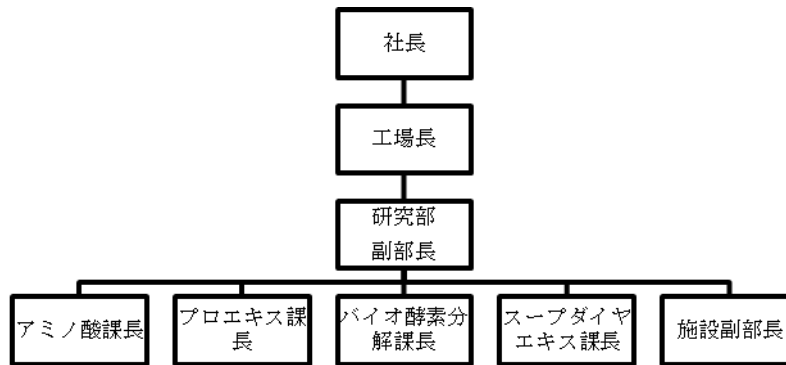 社長
工場長
研究部
副部長
アミノ酸課長
プロエキス課
長
バイオ酵素分
解課長
スープダイヤ
エキス課長
施設副部長